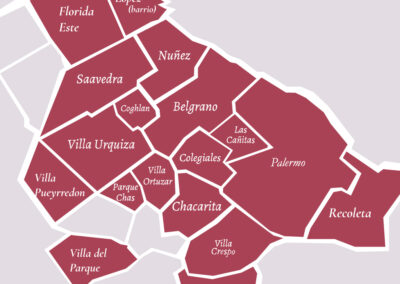 Florida
Este
López
(barrio)
Nuñez
Saavedra
Coghlan
Belgrano
Las
Cañitas
Villa Urquiza
Colegiales
Palermo
Villa
Ortuzar
Villa
Pueyrredon
Parque
Chas
Chacarita
Recoleta
Villa
Crespo
Villa del
Parque